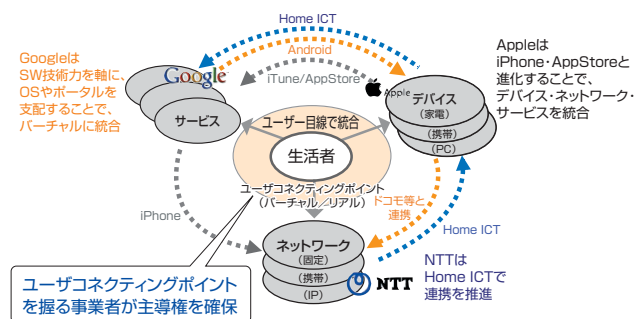 Home ICT
Android
iTune/AppStore
Googleは
SW技術力を軸に、
OSやポータルを
支配することで、
バーチャルに統合
Google
サービス
Apple
デバイス
(家電)
(携帯)
(PC)
Appleは
iPhone・AppStoreと
進化することで、
デバイス・ネットワーク・
サービスを統合
ユーザー目線で統合
生活者
ユーザコネクティングポイント
(バーチャル/リアル)
iPhone
ドコモ等と
連携
Home ICT
ネットワーク
(固定)
(携帯)
(IP)
NTT
NTTは
Home ICTで
連携を推進
ユーザコネクティングポイント
を握る事業者が主導権を確保